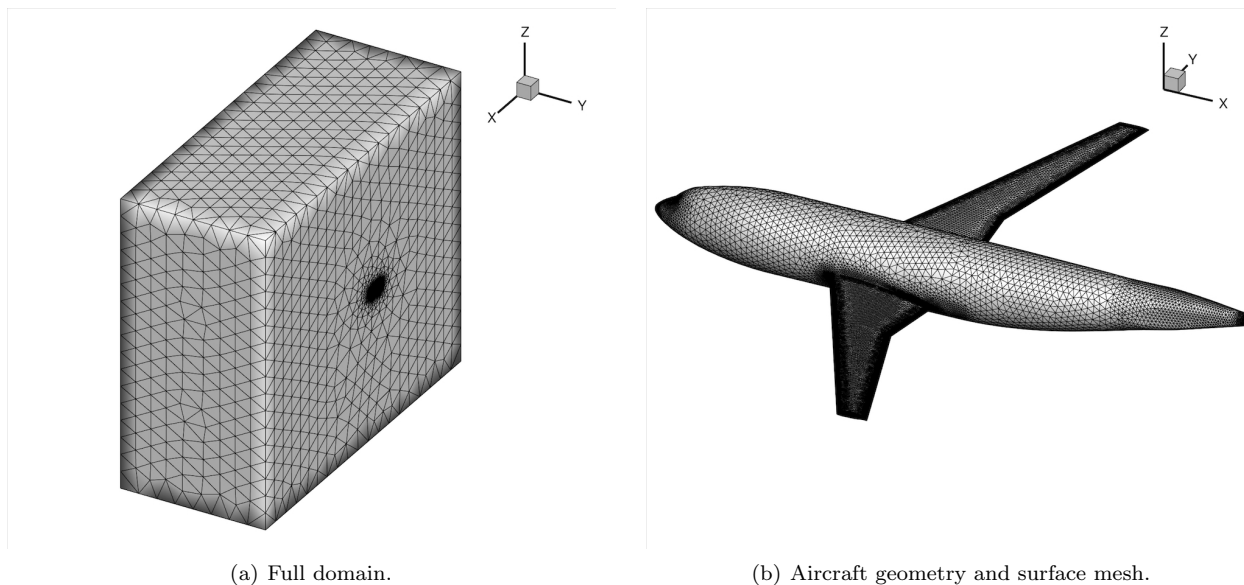 Z
X
Y
Z
Y
X
(a) Full domain.
(b) Aircraft geometry and surface mesh.